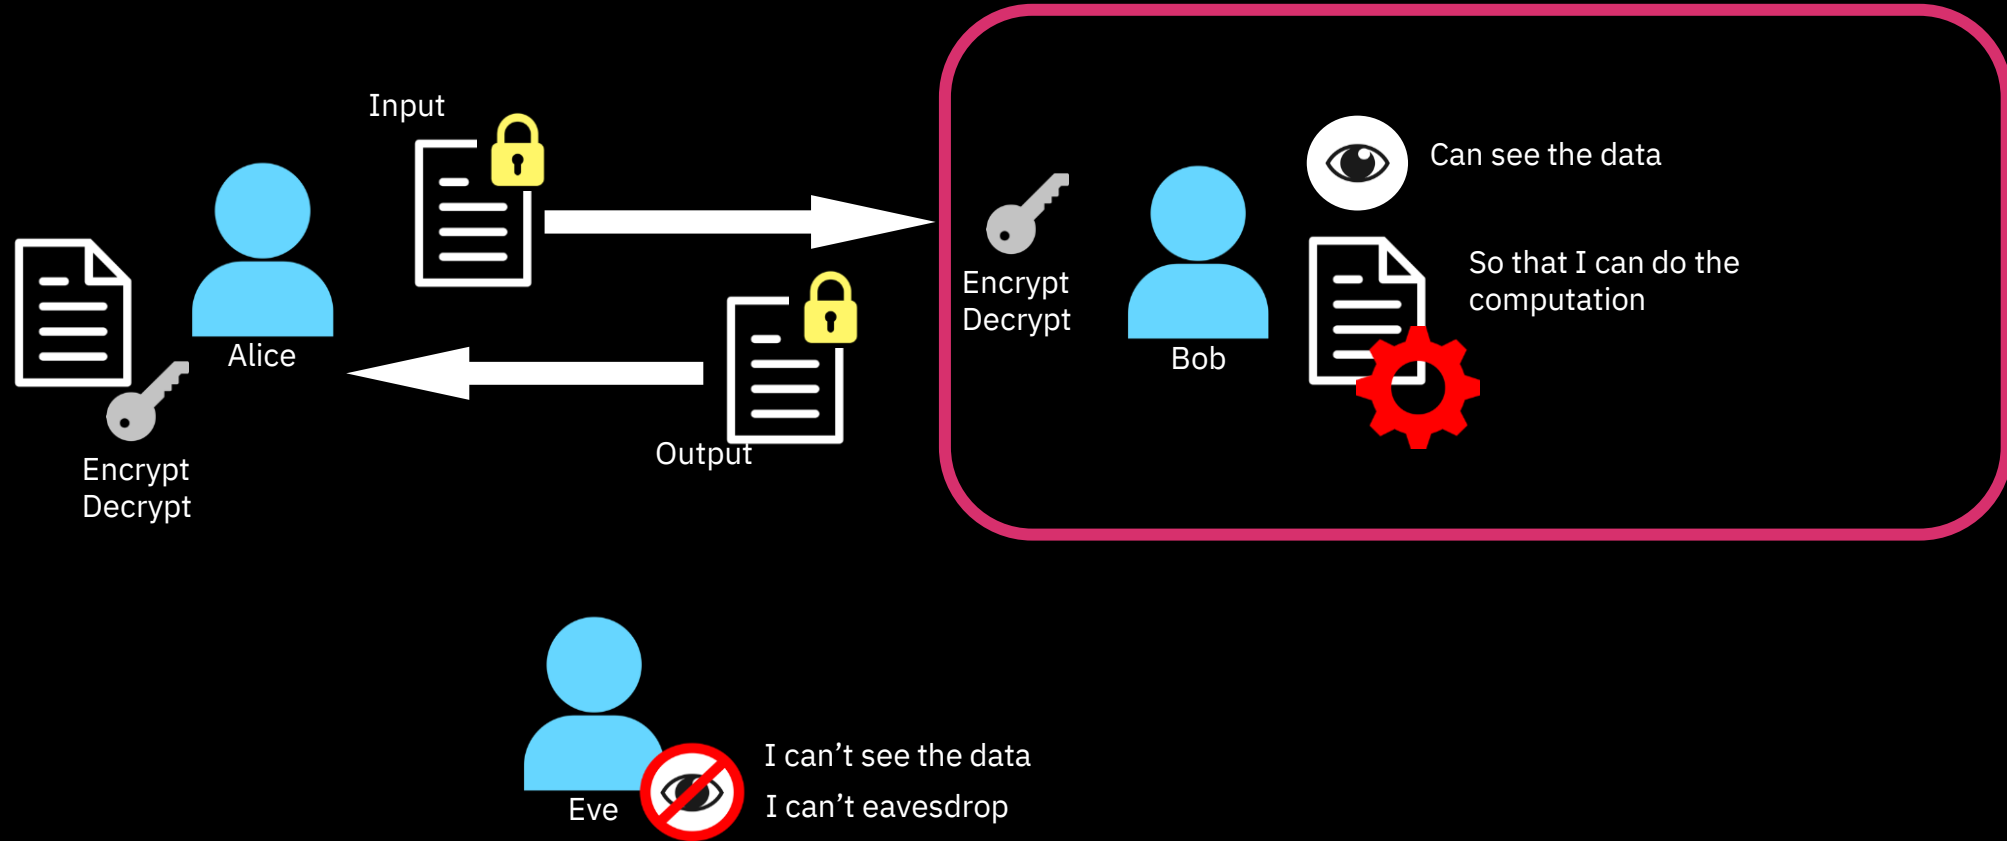 Input
Can see the data
So that I can do the
computation
Encrypt
Decrypt
Alice
Bob
Output
Encrypt
Decrypt
I can’t see the data
I can’t eavesdrop
Eve